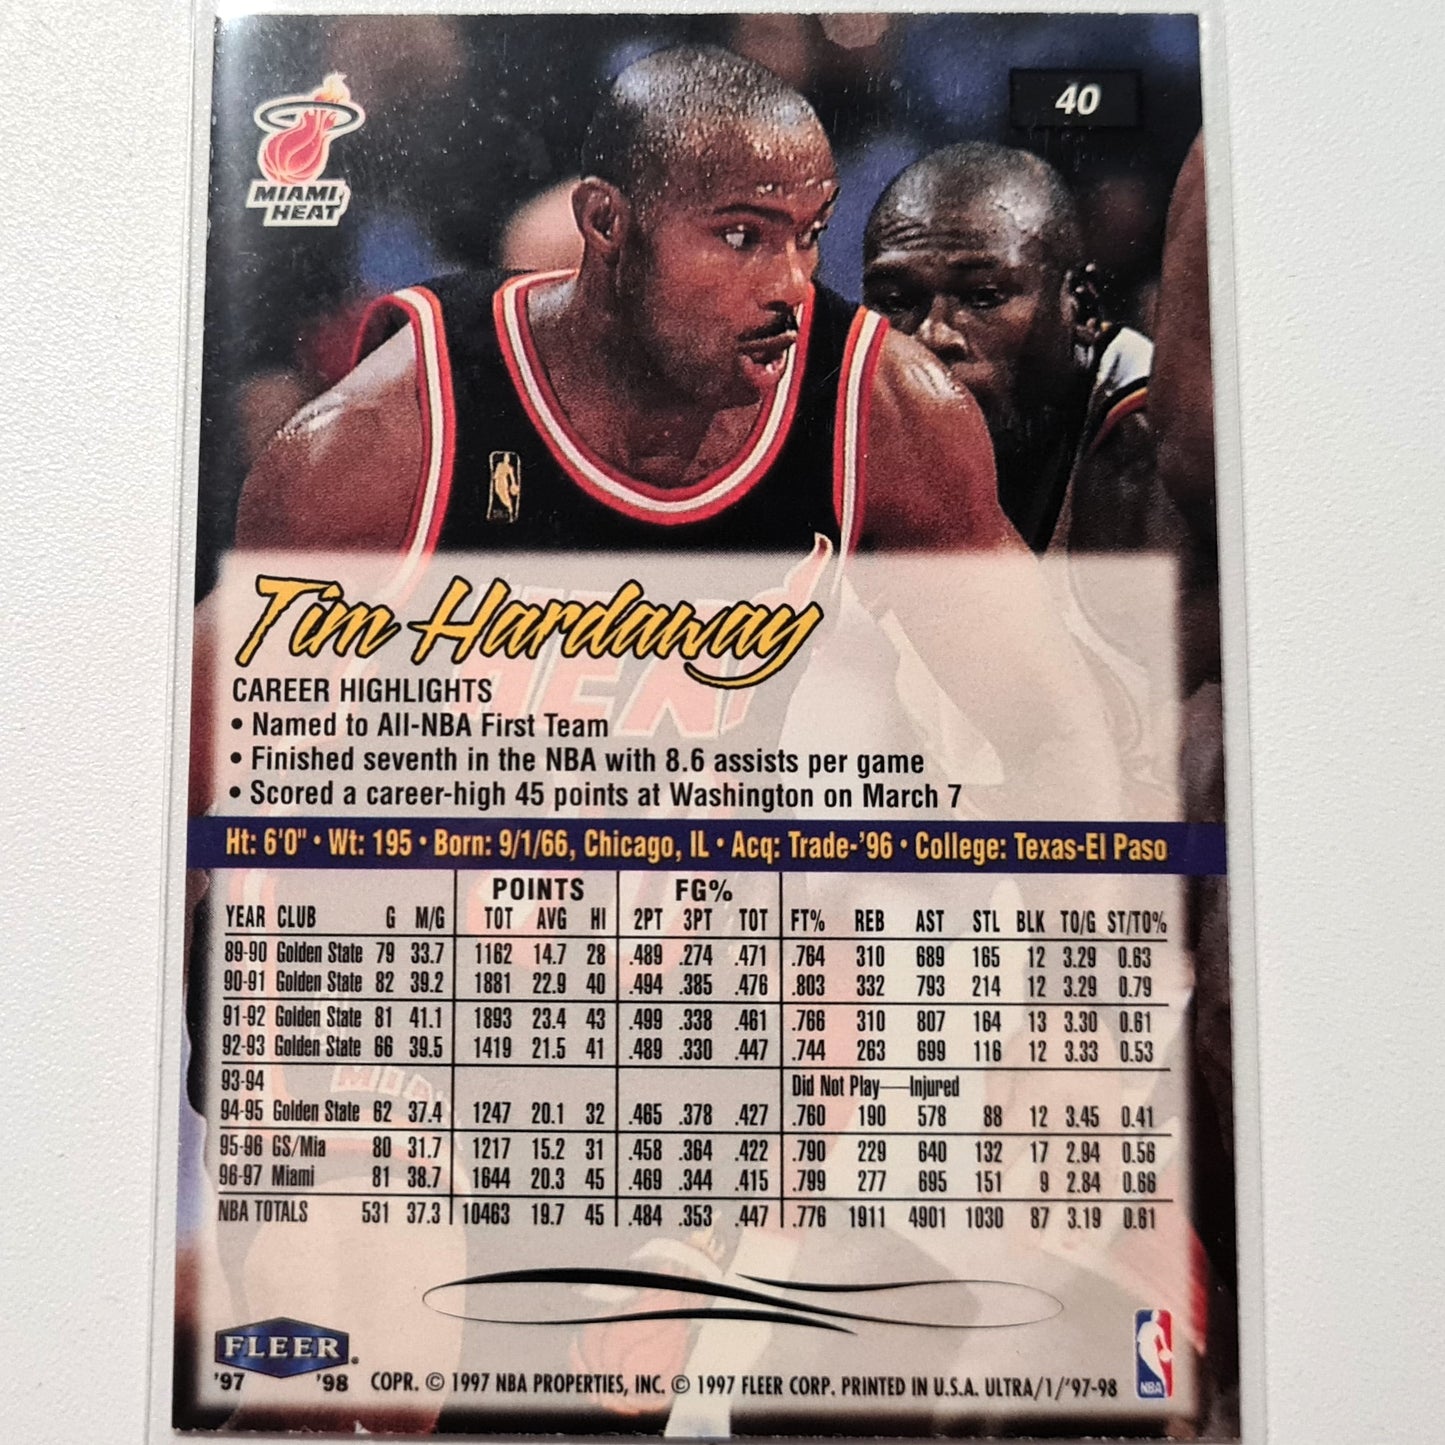 40
MIAMI
HEAT
Tim Hardaway
CAREER HIGHLIGHTS
• Named to All-NBA First Team
• Finished seventh in the NBA with 8.6 assists per game
• Scored a career-high 45 points at Washington on March 7
Ht: 6'0" • Wt: 195 • Born: 9/1/66, Chicago, IL • Acq: Trade-'96 • College: Texas-El Paso
POINTS FG%
YEAR CLUB G M/G TOT AVG HI 2PT 3PT TOT FT% REB AST STL BLK TO/G ST/TO%
89-90 Golden State 79 33.7 1162 14.7 28 .489 .274 .471 .764 310 689 165 12 3.29 0.63
90-91 Golden State 82 39.2 1881 22.9 40 .494 .385 .476 .803 332 793 214 12 3.29 0.79
91-92 Golden State 81 41.1 1893 23.4 43 .499 .338 .461 .766 310 807 164 13 3.30 0.61
92-93 Golden State 66 39.5 1419 21.5 41 .489 .330 .447 .744 263 699 116 12 3.33 0.53
93-94 Did Not Play—Injured
94-95 Golden State 62 37.4 1247 20.1 32 .465 .378 .427 .760 190 578 88 12 3.45 0.41
95-96 GS/Mia 80 31.7 1217 15.2 31 .458 .364 .422 .790 229 640 132 17 2.94 0.56
96-97 Miami 81 38.7 1644 20.3 45 .469 .344 .415 .799 277 695 151 9 2.84 0.66
NBA TOTALS 531 37.3 10463 19.7 45 .484 .353 .447 .776 1911 4901 1030 87 3.19 0.61
FLEER
'97 '98 COPR. © 1997 NBA PROPERTIES, INC. © 1997 FLEER CORP. PRINTED IN U.S.A. ULTRA/1/'97-98
NBA